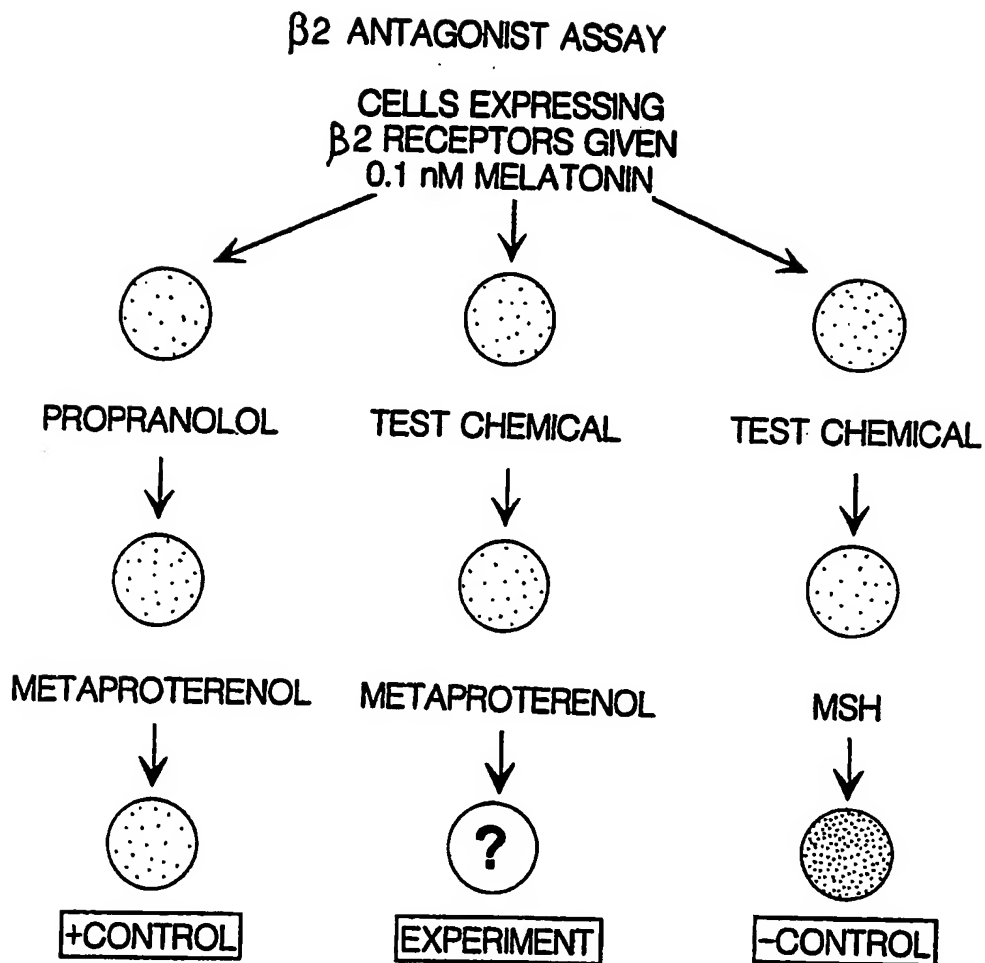 β2 ANTAGONIST ASSAY
CELLS EXPRESSING
β2 RECEPTORS GIVEN
0.1 nM MELATONIN
PROPRANOLOL
TEST CHEMICAL
TEST CHEMICAL
METAPROTERENOL
METAPROTERENOL
MSH
?
+CONTROL
EXPERIMENT
-CONTROL